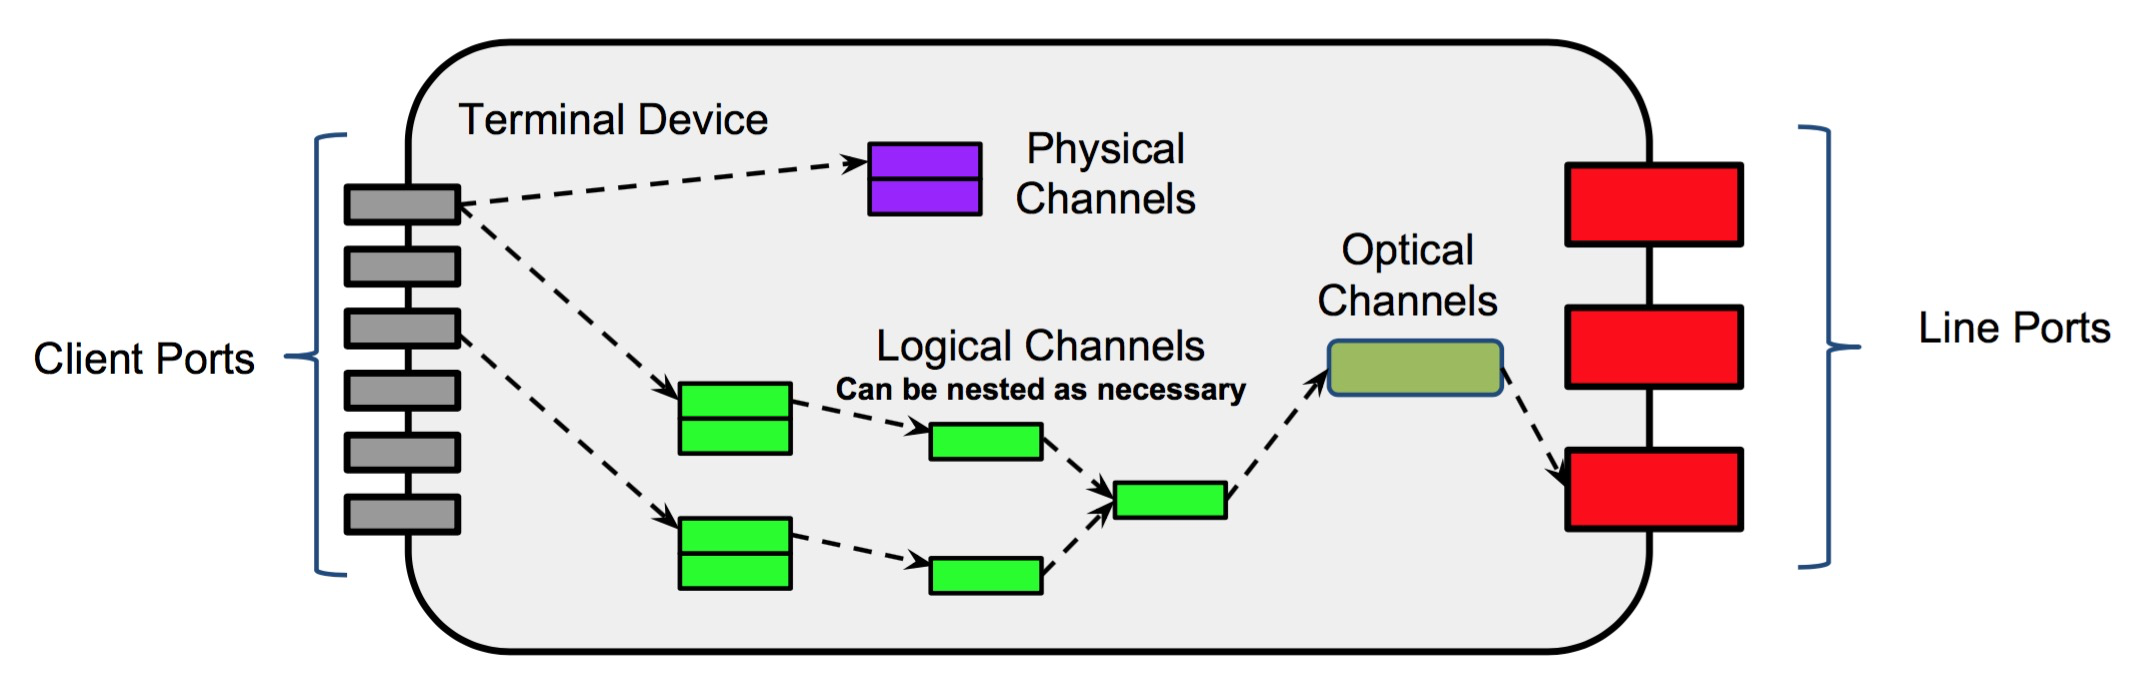 Terminal Device
Physical
Channels
Optical
Channels
Client Ports
Logical Channels
Can be nested as necessary
Line Ports